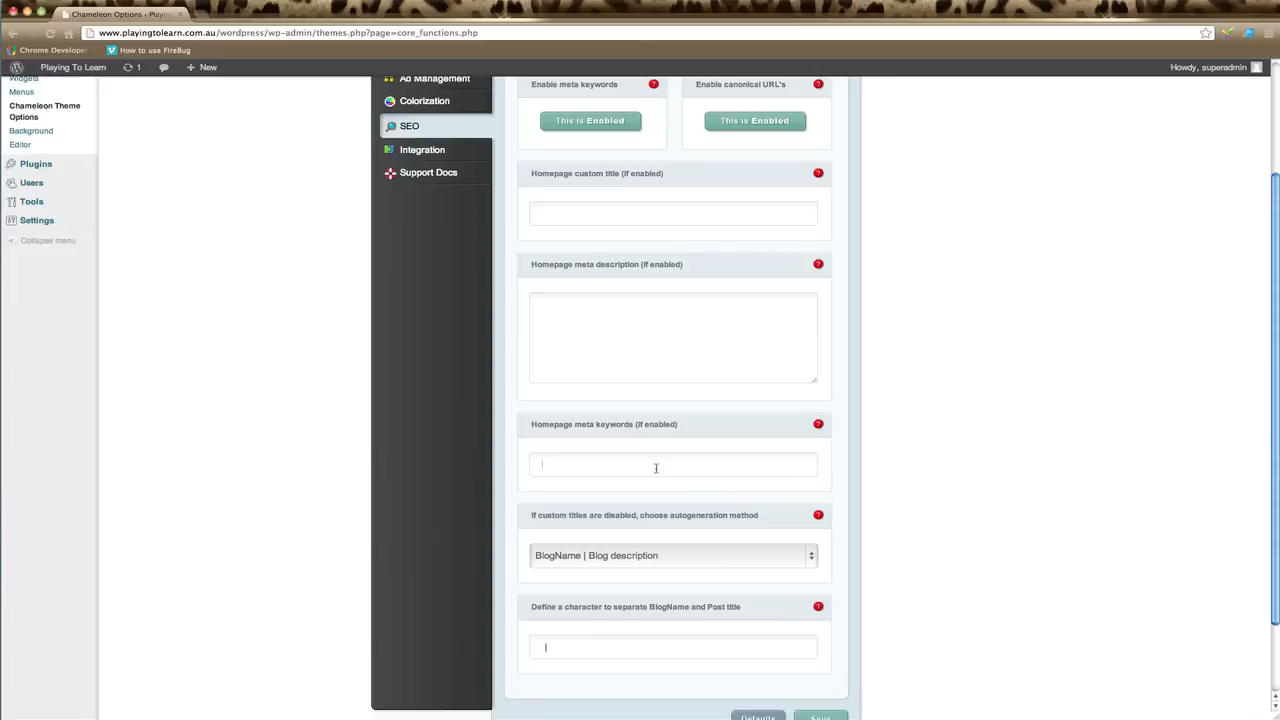 Chameleon Options ‹ Playin
www.playingtolearn.com.au/wordpress/wp-admin/themes.php?page=core_functions.php
Chrome Developer
How to use FireBug
Playing To Learn
1
+ New
Howdy, superadmin
Widgets
Menus
Chameleon Theme
Options
Background
Editor
Plugins
Users
Tools
Settings
Collapse menu
Ad Management
Colorization
SEO
Integration
Support Docs
Enable meta keywords
?
Enable canonical URL's
?
This is Enabled
This is Enabled
Homepage custom title (if enabled)
?
Homepage meta description (if enabled)
?
Homepage meta keywords (if enabled)
?
If custom titles are disabled, choose autogeneration method
?
BlogName | Blog description
Define a character to separate BlogName and Post title
?
|
Defaults
Save